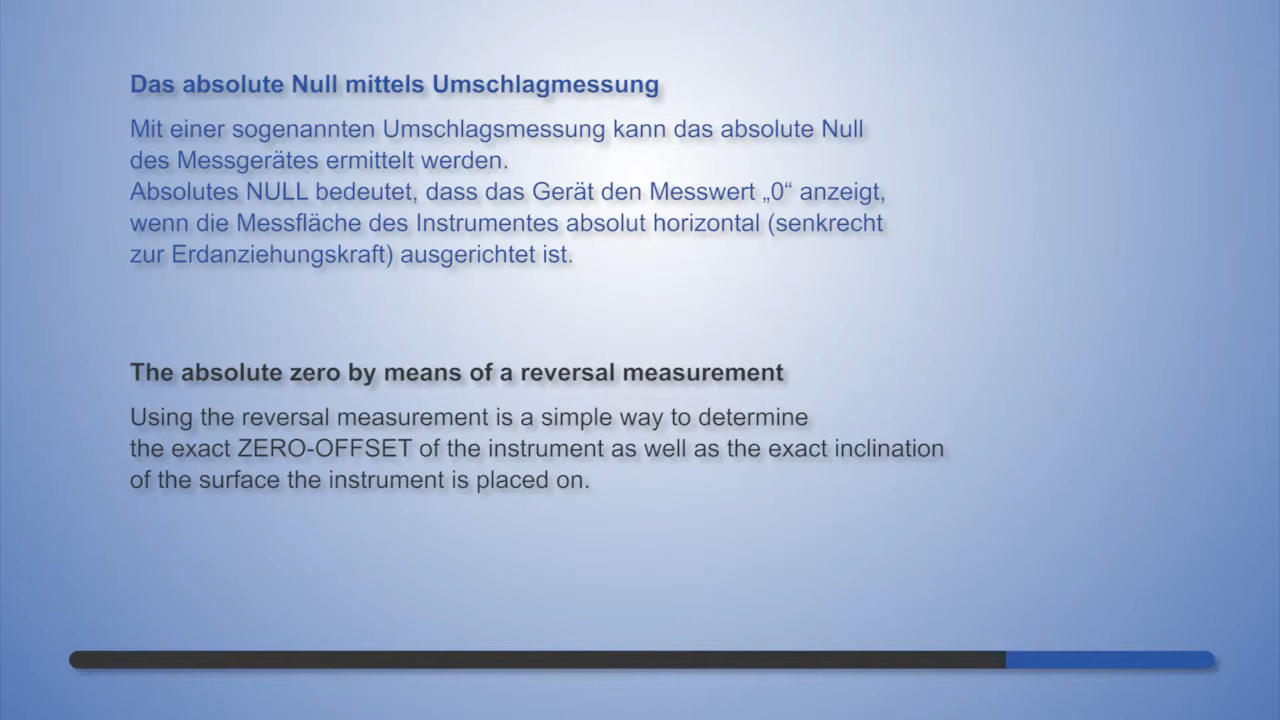 Das absolute Null mittels Umschlagmessung
Mit einer sogenannten Umschlagsmessung kann das absolute Null
des Messgerätes ermittelt werden.
Absolutes NULL bedeutet, dass das Gerät den Messwert „0“ anzeigt,
wenn die Messfläche des Instrumentes absolut horizontal (senkrecht
zur Erdanziehungskraft) ausgerichtet ist.
The absolute zero by means of a reversal measurement
Using the reversal measurement is a simple way to determine
the exact ZERO-OFFSET of the instrument as well as the exact inclination
of the surface the instrument is placed on.